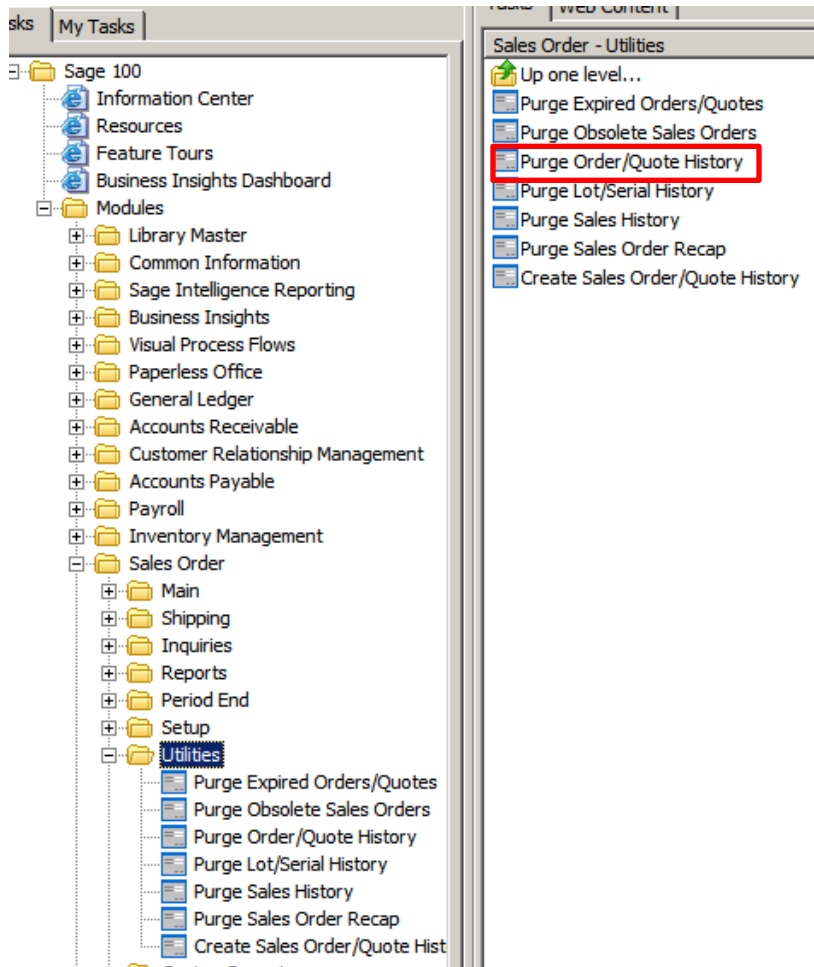 sks
My Tasks
Sage 100
Information Center
Resources
Feature Tours
Business Insights Dashboard
Modules
Library Master
Common Information
Sage Intelligence Reporting
Business Insights
Visual Process Flows
Paperless Office
General Ledger
Accounts Receivable
Customer Relationship Management
Accounts Payable
Payroll
Inventory Management
Sales Order
Main
Shipping
Inquiries
Reports
Period End
Setup
Utilities
Purge Expired Orders/Quotes
Purge Obsolete Sales Orders
Purge Order/Quote History
Purge Lot/Serial History
Purge Sales History
Purge Sales Order Recap
Create Sales Order/Quote Hist
Tasks
Web Content
Sales Order - Utilities
Up one level...
Purge Expired Orders/Quotes
Purge Obsolete Sales Orders
Purge Order/Quote History
Purge Lot/Serial History
Purge Sales History
Purge Sales Order Recap
Create Sales Order/Quote History